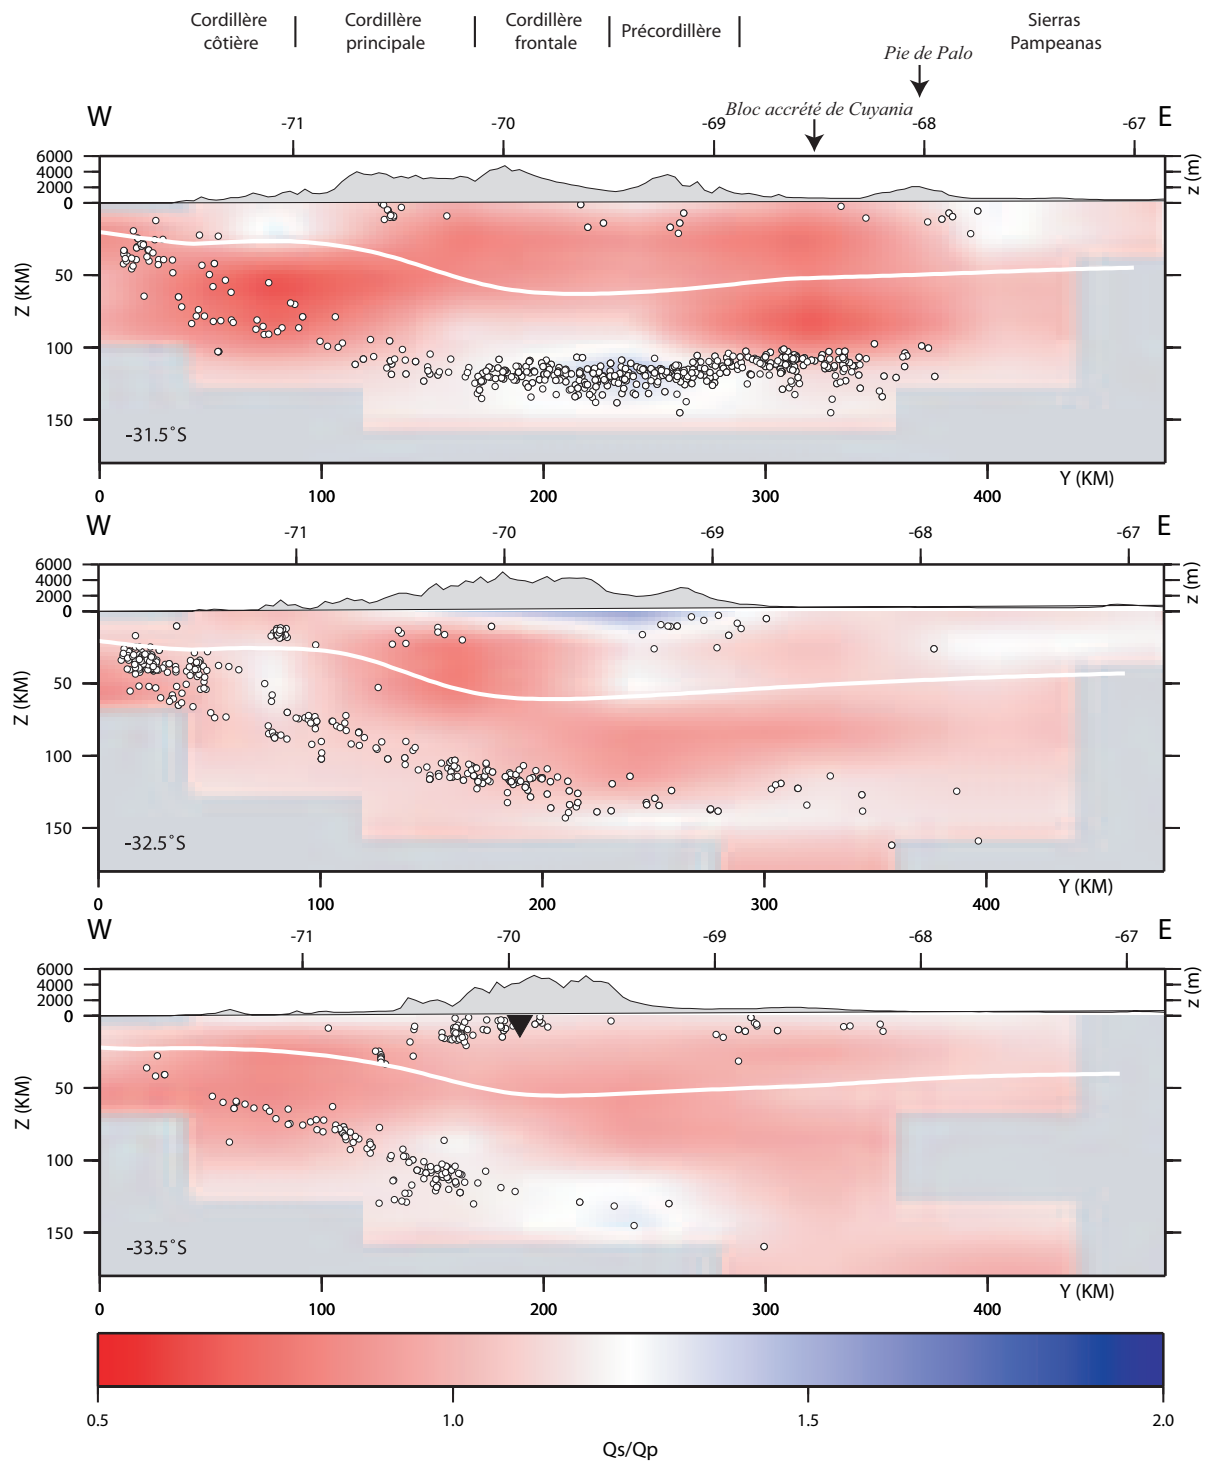 Cordillère côtière
Cordillère principale
Cordillère frontale
Précordillère
Sierras Pampeanas
Pie de Palo
Bloc accrété de Cuyania
W
E
-71
-70
-69
-68
-67
6000
4000
2000
0
z (m)
Z (KM)
50
100
150
-31.5°S
0
100
200
300
400
Y (KM)
W
E
-71
-70
-69
-68
-67
6000
4000
2000
0
z (m)
Z (KM)
50
100
150
-32.5°S
0
100
200
300
400
Y (KM)
W
E
-71
-70
-69
-68
-67
6000
4000
2000
0
z (m)
Z (KM)
50
100
150
-33.5°S
0
100
200
300
400
Y (KM)
0.5
1.0
1.5
2.0
Qs/Qp